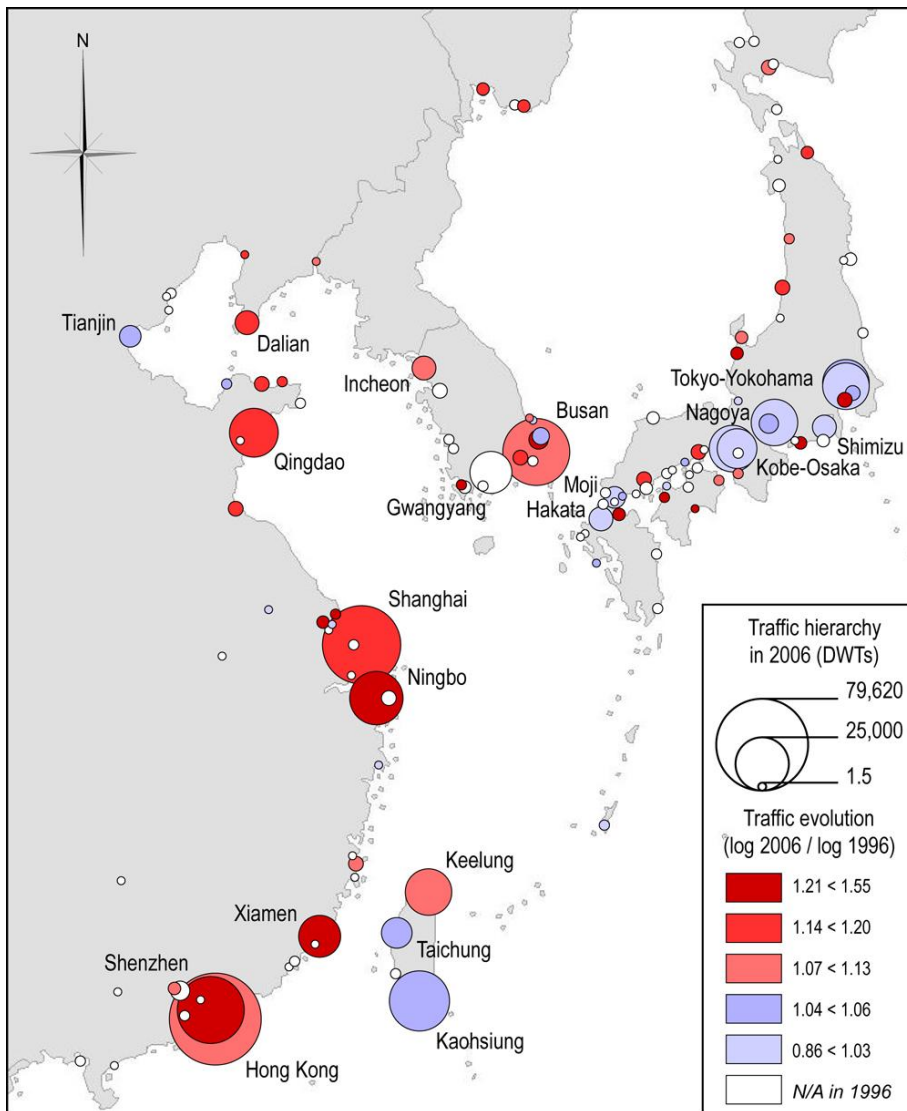 N
Tianjin
Dalian
Incheon
Qingdao
Busan
Gwangyang
Tokyo-Yokohama
Nagoya
Shimizu
Kobe-Osaka
Moji
Hakata
Shanghai
Ningbo
Keelung
Xiamen
Taichung
Shenzhen
Kaohsiung
Hong Kong
Traffic hierarchy
in 2006 (DWTs)
79,620
25,000
1.5
Traffic evolution
(log 2006 / log 1996)
1.21 < 1.55
1.14 < 1.20
1.07 < 1.13
1.04 < 1.06
0.86 < 1.03
N/A in 1996